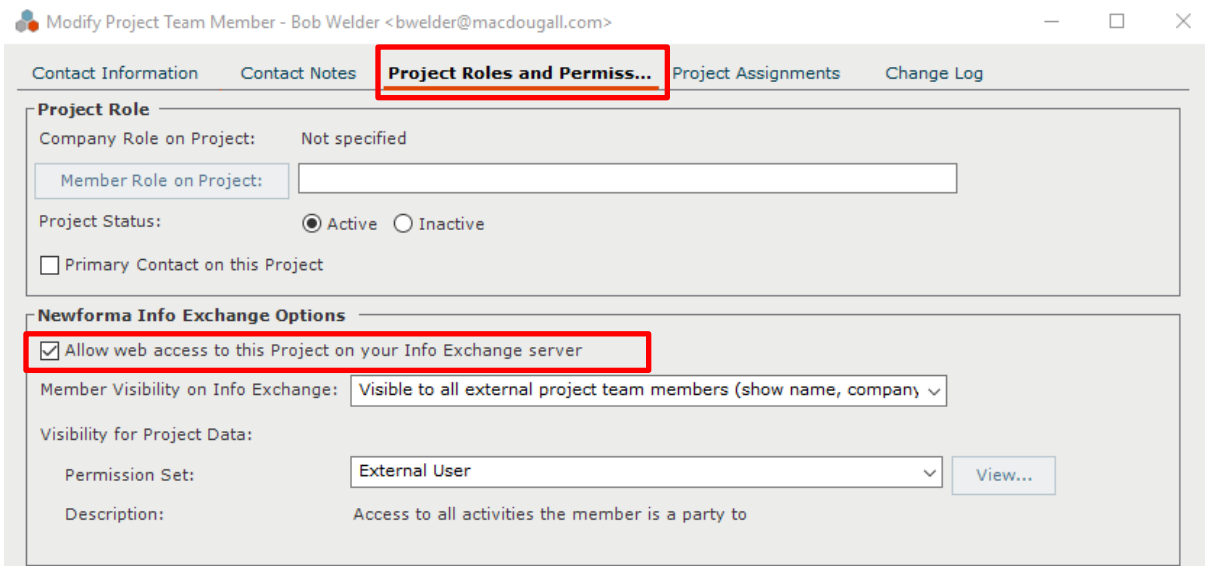 Modify Project Team Member - Bob Welder <bwelder@macdougall.com>
Contact Information Contact Notes Project Roles and Permiss... Project Assignments Change Log
Project Role
Company Role on Project: Not specified
Member Role on Project:
Project Status: Active Inactive
Primary Contact on this Project
Newforma Info Exchange Options
Allow web access to this Project on your Info Exchange server
Member Visibility on Info Exchange: Visible to all external project team members (show name, company
Visibility for Project Data:
Permission Set: External User View...
Description: Access to all activities the member is a party to